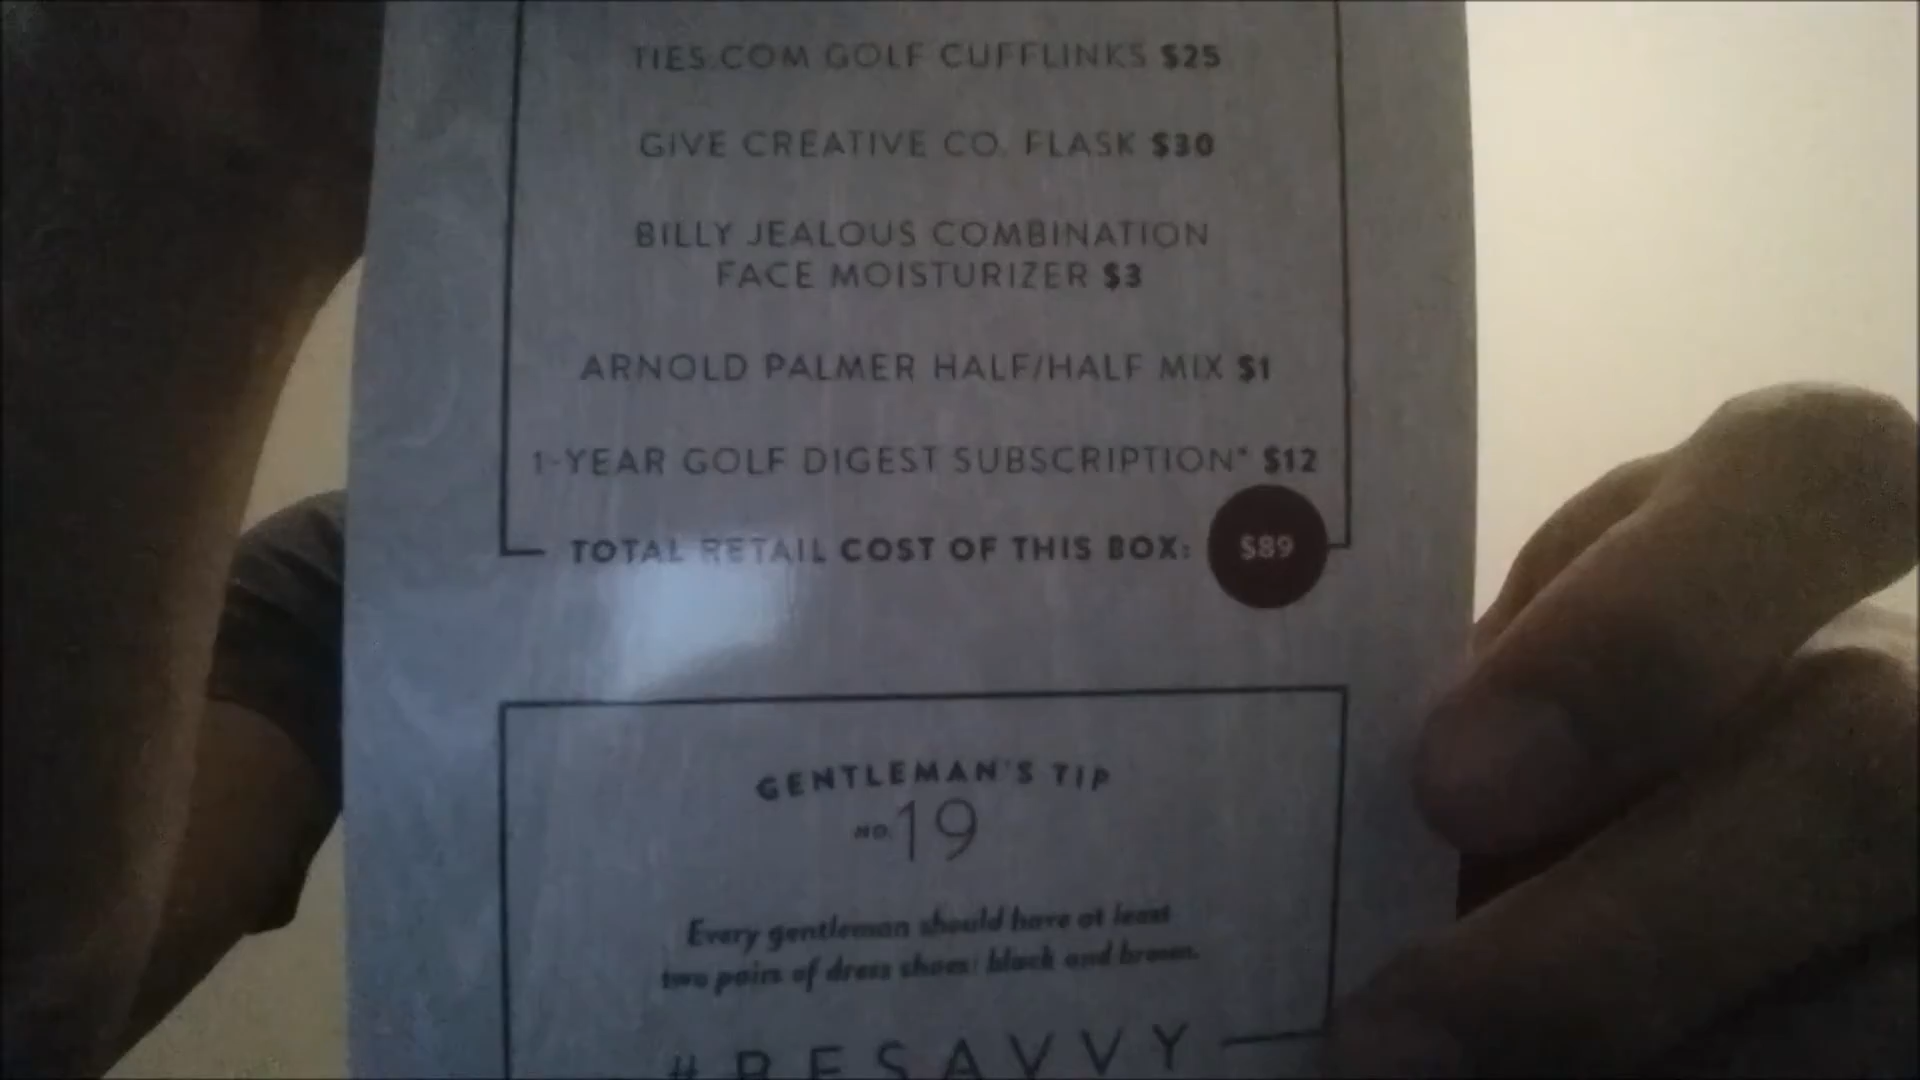 TIES.COM GOLF CUFFLINKS $25
GIVE CREATIVE CO. FLASK $30
BILLY JEALOUS COMBINATION
FACE MOISTURIZER $3
ARNOLD PALMER HALF/HALF MIX $1
1-YEAR GOLF DIGEST SUBSCRIPTION* $12
TOTAL RETAIL COST OF THIS BOX: $89
GENTLEMAN'S TIP
NO. 19
Every gentleman should have at least
two pairs of dress shoes: black and brown.
#BESAVVY